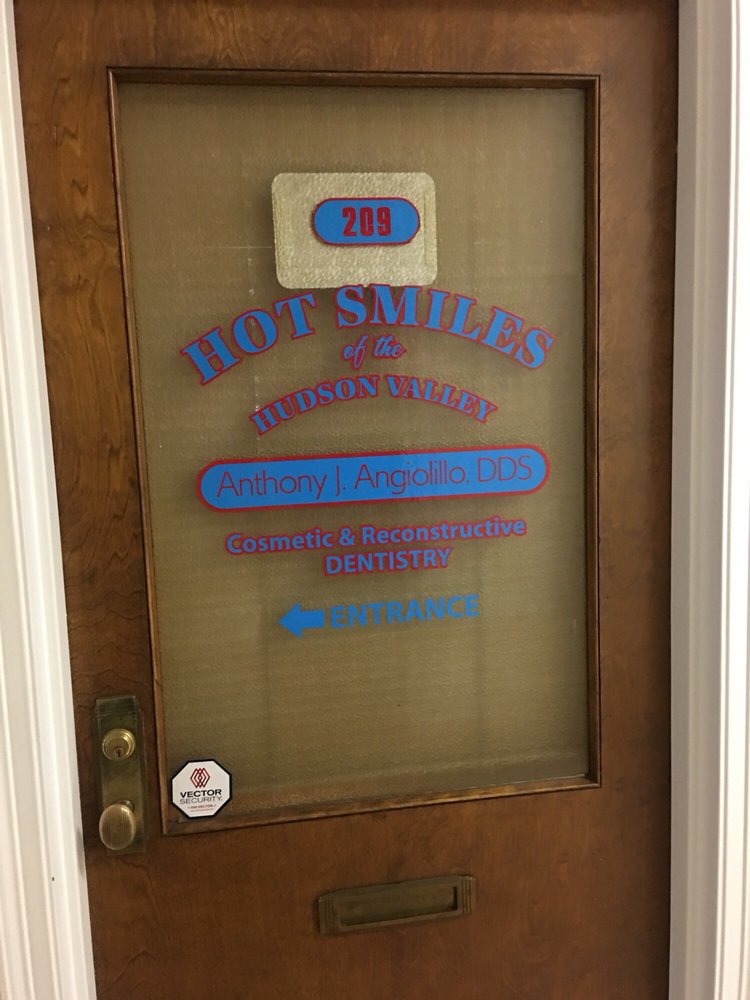 209
HOT SMILES
of the
HUDSON VALLEY
Anthony J. Angiolillo. DDS
Cosmetic & Reconstructive
DENTISTRY
ENTRANCE
VECTOR
SECURITY